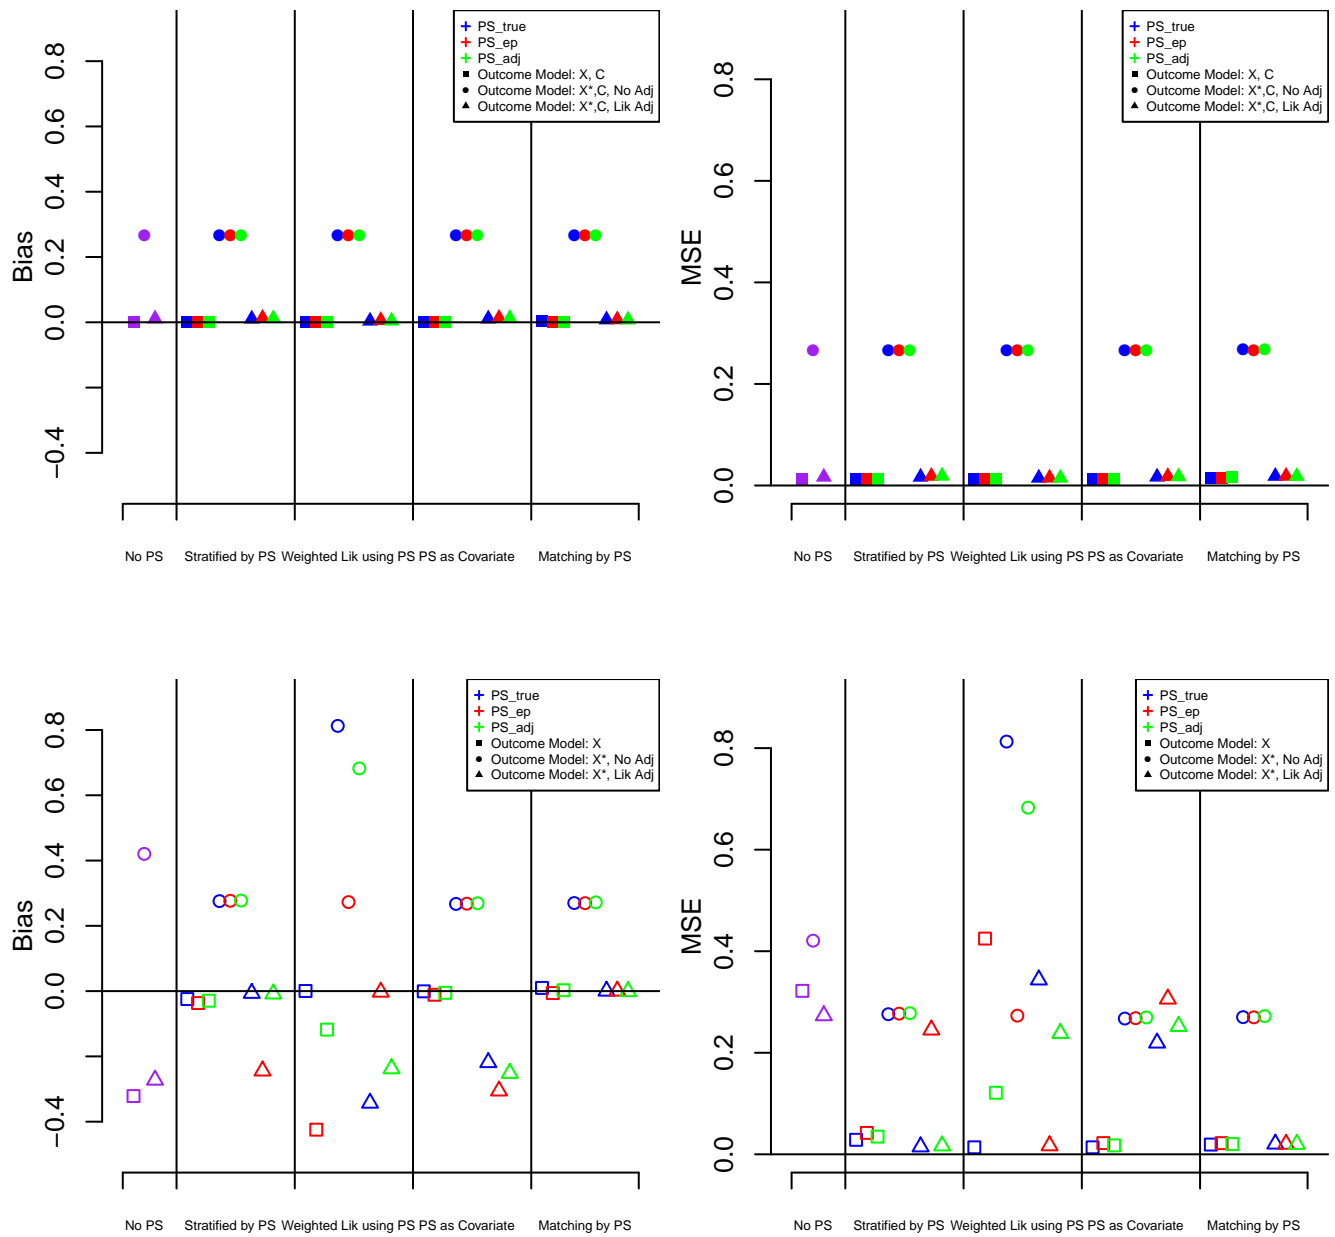 Bias
0.8
0.6
0.4
0.2
0.0
−0.4
PS_true
PS_ep
PS_adj
Outcome Model: X, C
Outcome Model: X*,C, No Adj
Outcome Model: X*,C, Lik Adj
No PS
Stratified by PS
Weighted Lik using PS
PS as Covariate
Matching by PS
MSE
0.8
0.6
0.4
0.2
0.0
PS_true
PS_ep
PS_adj
Outcome Model: X, C
Outcome Model: X*,C, No Adj
Outcome Model: X*,C, Lik Adj
No PS
Stratified by PS
Weighted Lik using PS
PS as Covariate
Matching by PS
Bias
0.8
0.6
0.4
0.2
0.0
−0.4
PS_true
PS_ep
PS_adj
Outcome Model: X
Outcome Model: X*, No Adj
Outcome Model: X*, Lik Adj
No PS
Stratified by PS
Weighted Lik using PS
PS as Covariate
Matching by PS
MSE
0.8
0.6
0.4
0.2
0.0
PS_true
PS_ep
PS_adj
Outcome Model: X
Outcome Model: X*, No Adj
Outcome Model: X*, Lik Adj
No PS
Stratified by PS
Weighted Lik using PS
PS as Covariate
Matching by PS